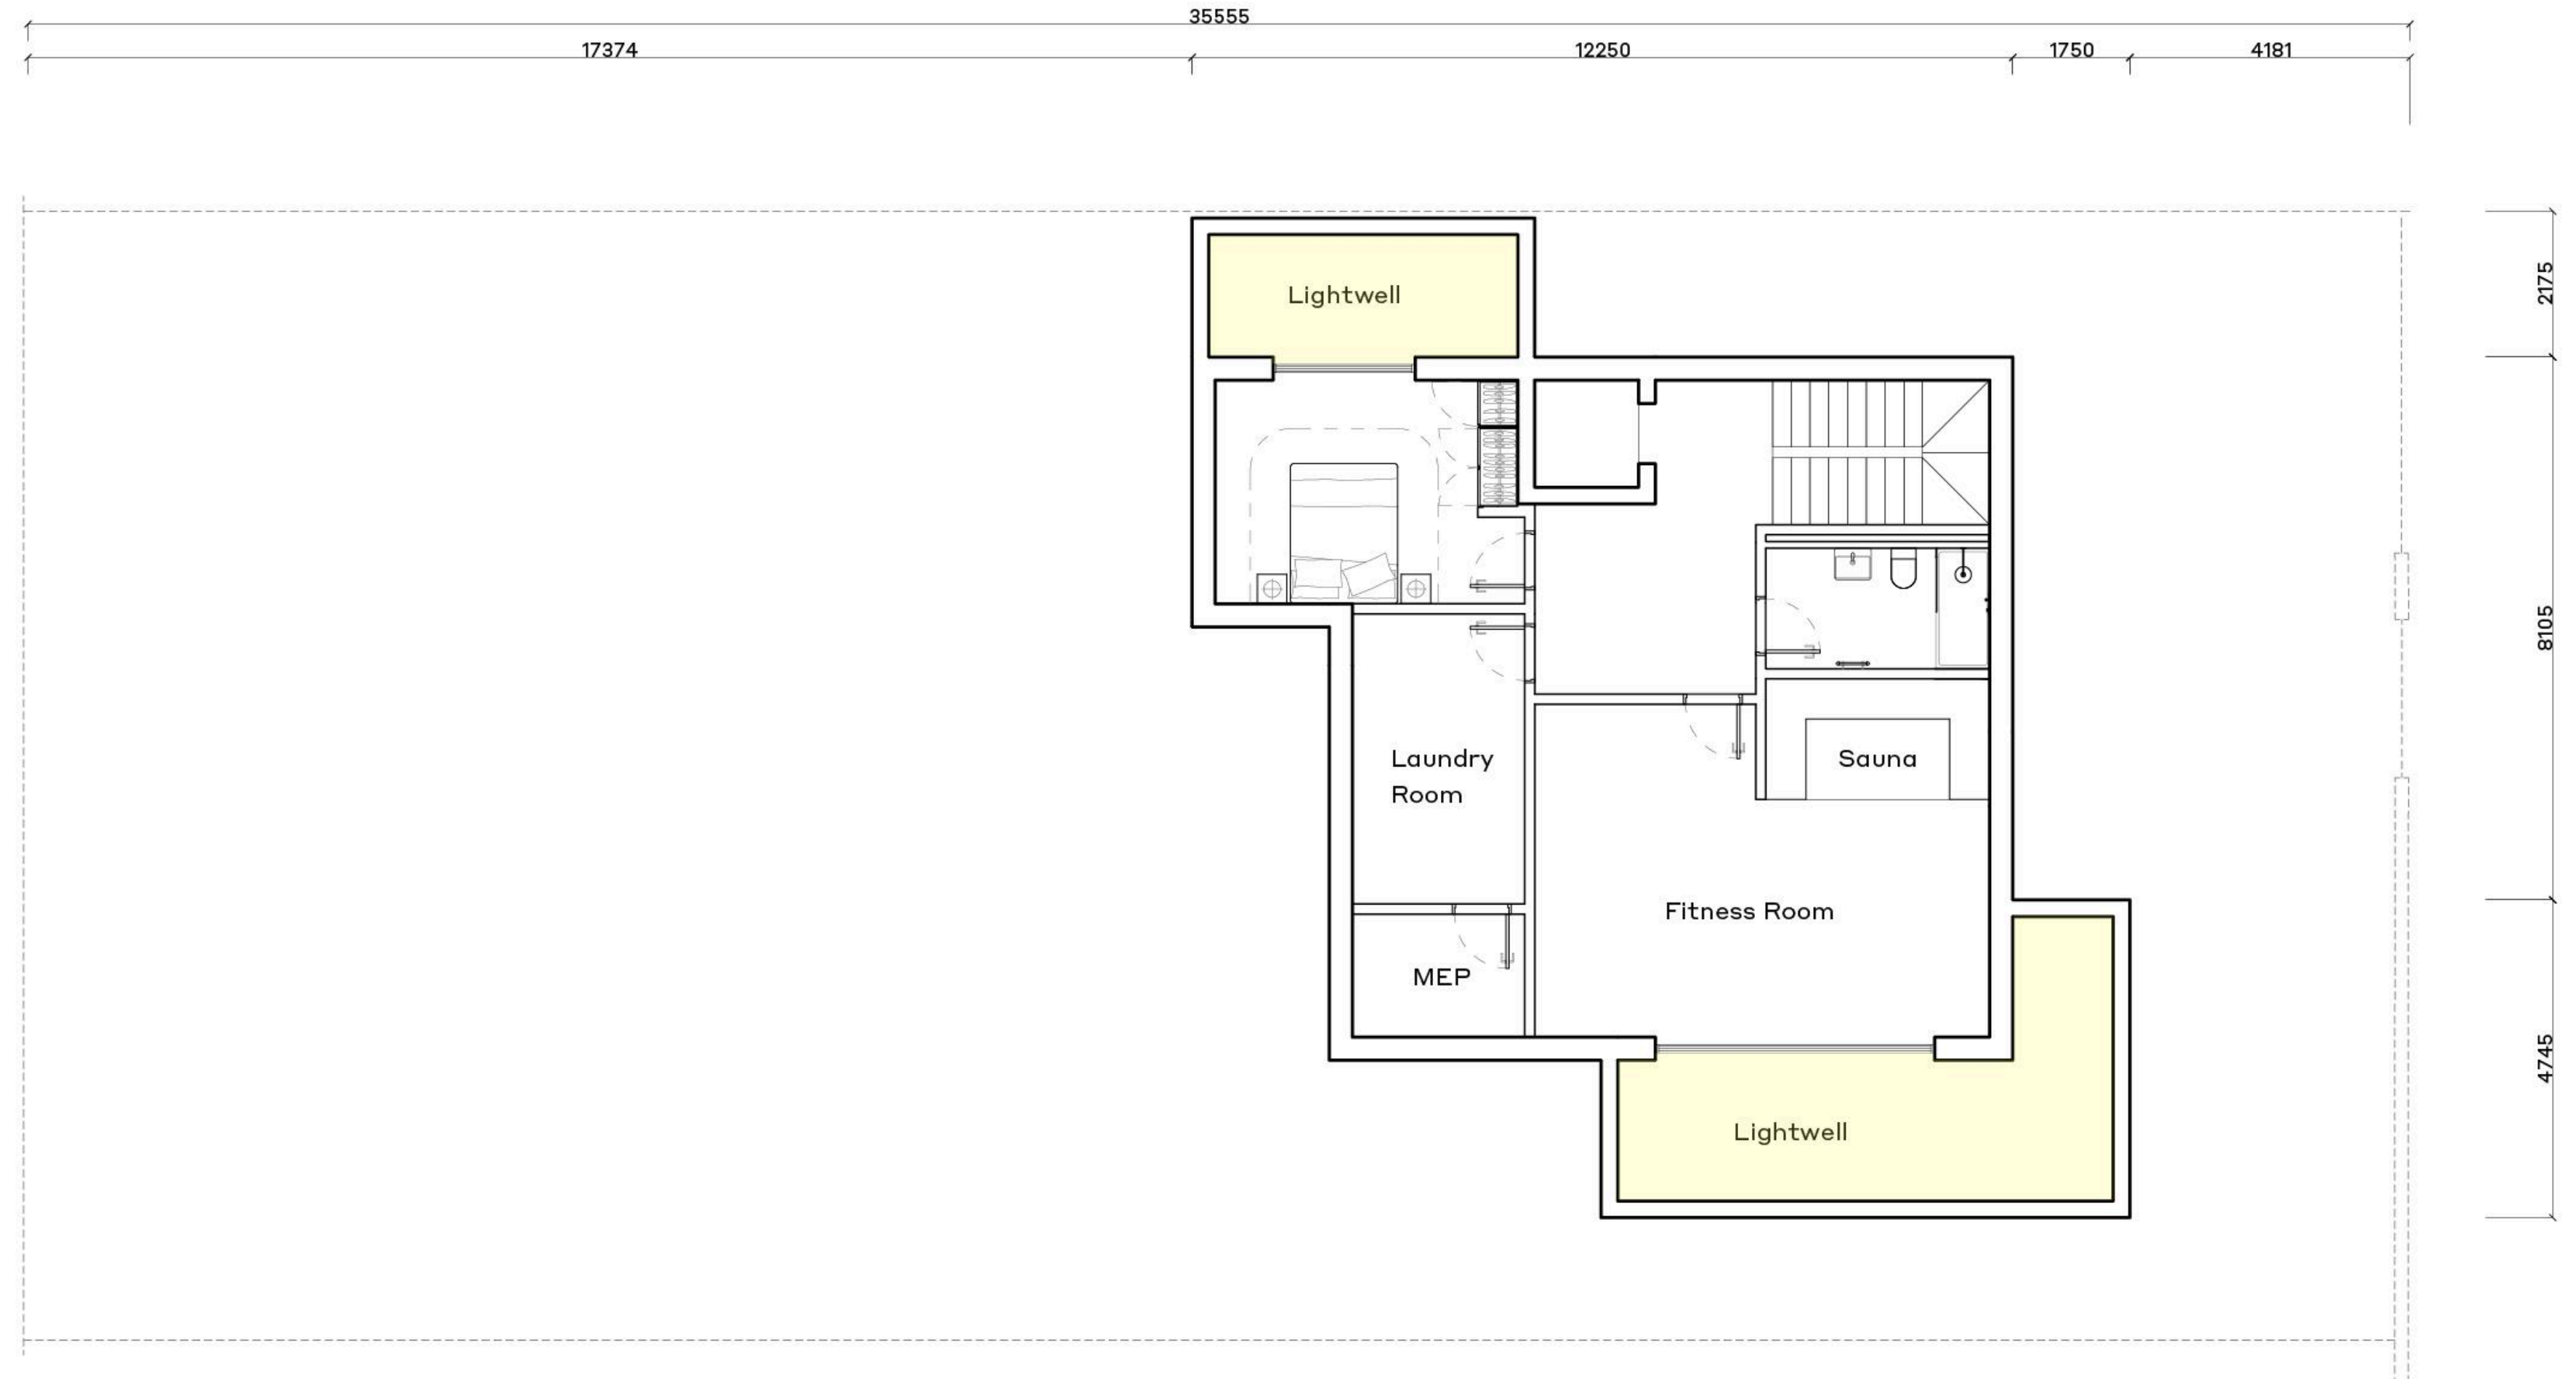 35555
17374
12250
1750
4181
2175
Lightwell
8105
Laundry
Room
Sauna
Fitness Room
MEP
4745
Lightwell